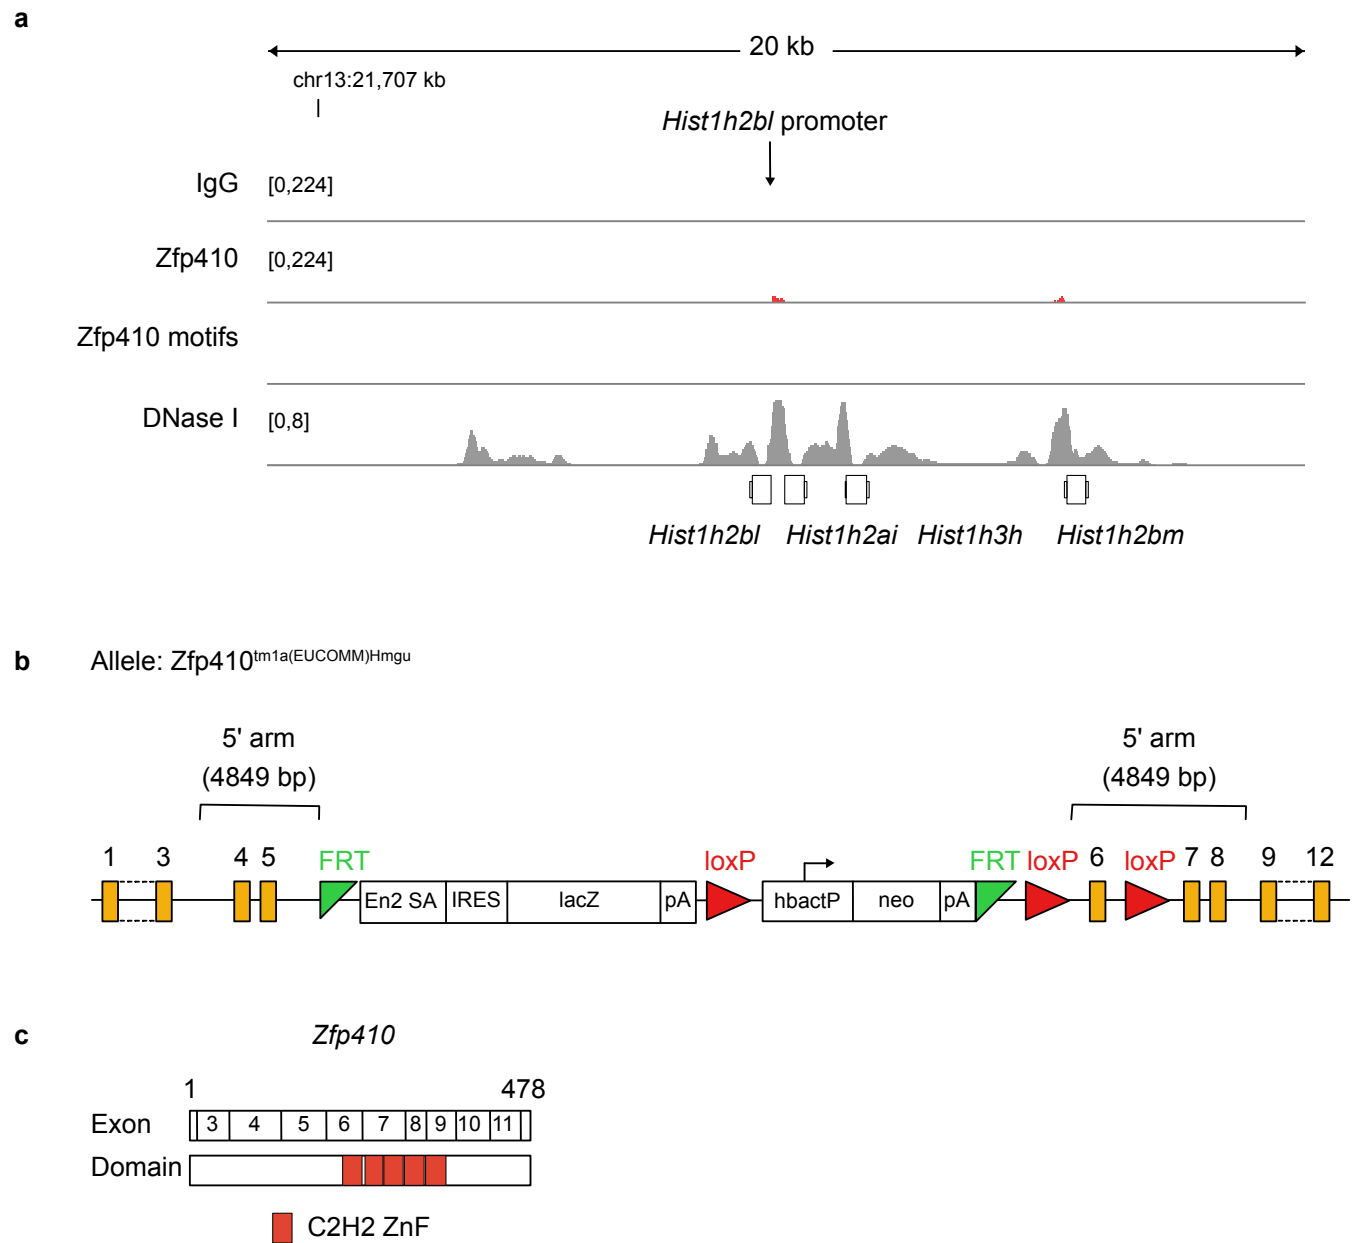 a
20 kb
chr13:21,707 kb
Hist1h2bl promoter
IgG [0,224]
Zfp410 [0,224]
Zfp410 motifs
DNase I [0,8]
Hist1h2bl Hist1h2ai Hist1h3h Hist1h2bm
b Allele: Zfp410tm1a(EUCOMM)Hmgu
5' arm 5' arm
(4849 bp) (4849 bp)
1 3 4 5 FRT loxP FRT loxP 6 loxP 7 8 9 12
En2 SA IRES lacZ pA hbactP neo pA
c Zfp410
1 478
Exon 3 4 5 6 7 8 9 10 11
Domain
C2H2 ZnF